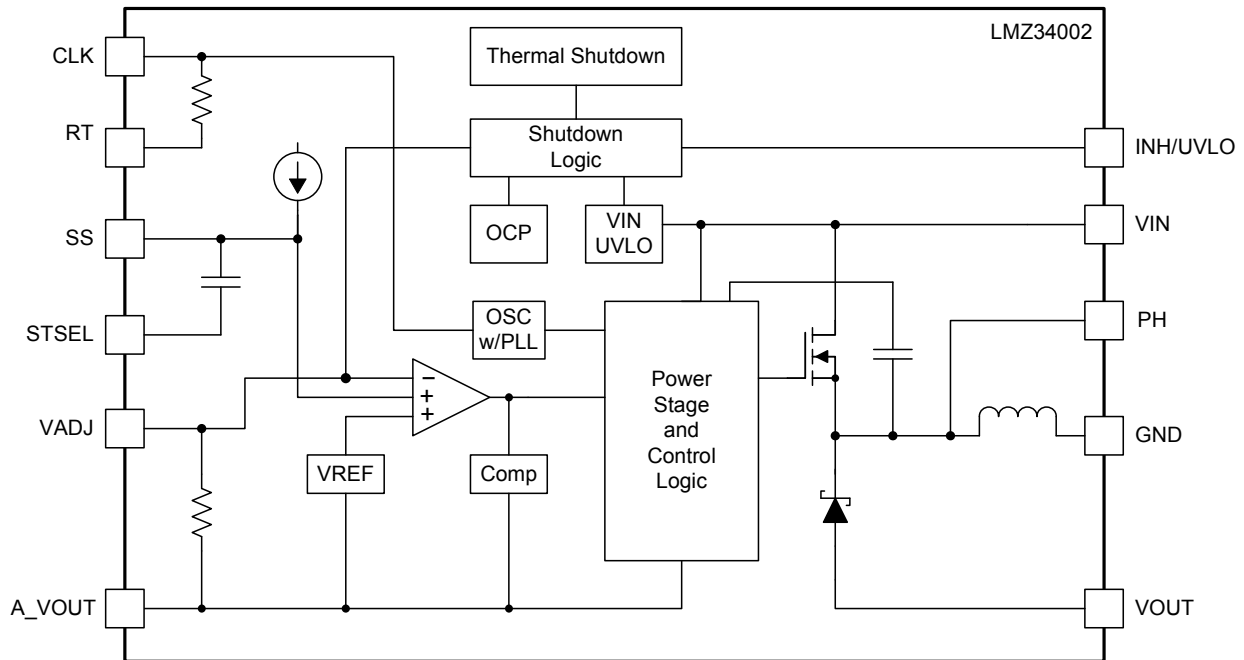 LMZ34002
CLK
RT
SS
STSEL
VADJ
A_VOUT
Thermal Shutdown
Shutdown
Logic
OCP
VIN
UVLO
OSC
w/PLL
−
+
+
VREF
Comp
Power
Stage
and
Control
Logic
INH/UVLO
VIN
PH
GND
VOUT